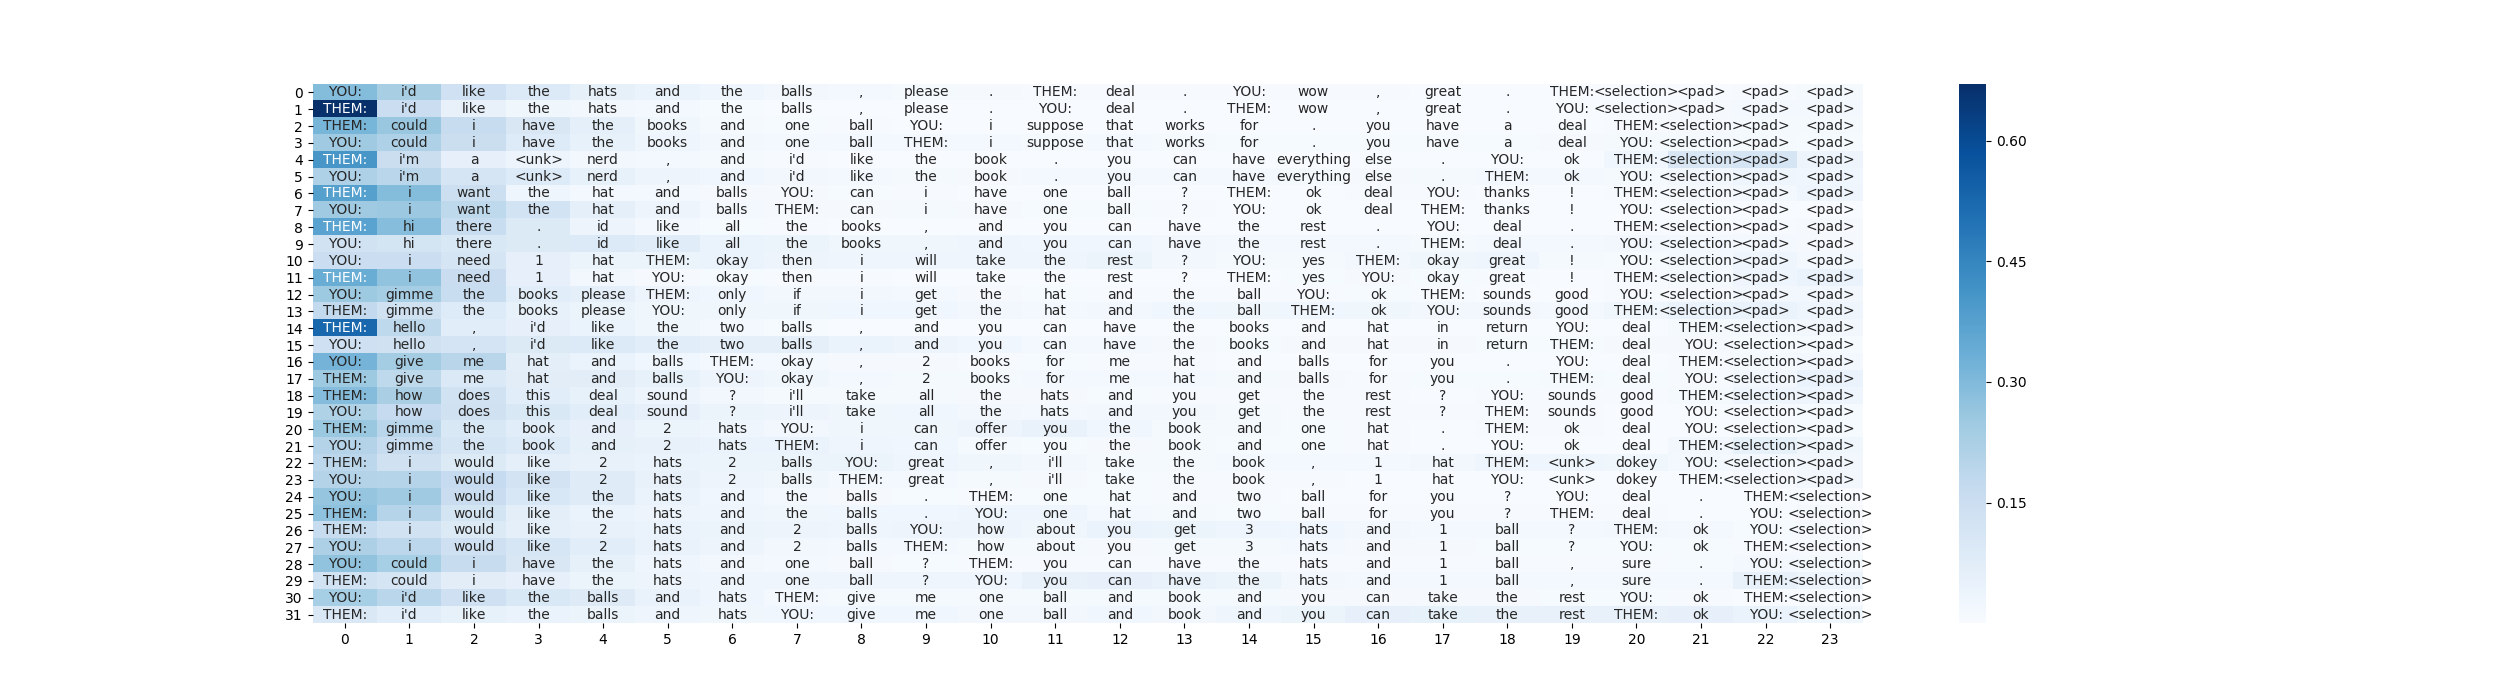 0 YOU: i'd like the hats and the balls , please . THEM: deal . YOU: wow , great . THEM: <selection> <pad> <pad> <pad>
1 THEM: i'd like the hats and the balls , please . YOU: deal . THEM: wow , great . YOU: <selection> <pad> <pad> <pad>
2 THEM: could i have the books and one ball YOU: i suppose that works for . you have a deal THEM: <selection> <pad> <pad>
3 YOU: could i have the books and one ball THEM: i suppose that works for . you have a deal YOU: <selection> <pad> <pad>
4 THEM: i'm a <unk> nerd , and i'd like the book . you can have everything else . YOU: ok THEM: <selection> <pad> <pad>
5 YOU: i'm a <unk> nerd , and i'd like the book . you can have everything else . THEM: ok YOU: <selection> <pad> <pad>
6 THEM: i want the hat and balls YOU: can i have one ball ? THEM: ok deal YOU: thanks ! THEM: <selection> <pad> <pad>
7 YOU: i want the hat and balls THEM: can i have one ball ? YOU: ok deal THEM: thanks ! YOU: <selection> <pad> <pad>
8 THEM: hi there . id like all the books , and you can have the rest . YOU: deal . THEM: <selection> <pad> <pad>
9 YOU: hi there . id like all the books , and you can have the rest . THEM: deal . YOU: <selection> <pad> <pad>
10 YOU: i need 1 hat THEM: okay then i will take the rest ? YOU: yes THEM: okay great ! YOU: <selection> <pad> <pad>
11 THEM: i need 1 hat YOU: okay then i will take the rest ? THEM: yes YOU: okay great ! THEM: <selection> <pad> <pad>
12 YOU: gimme the books please THEM: only if i get the hat and the ball YOU: ok THEM: sounds good YOU: <selection> <pad> <pad>
13 THEM: gimme the books please YOU: only if i get the hat and the ball THEM: ok YOU: sounds good THEM: <selection> <pad> <pad>
14 THEM: hello , i'd like the two balls , and you can have the books and hat in return YOU: deal THEM: <selection> <pad>
15 YOU: hello , i'd like the two balls , and you can have the books and hat in return THEM: deal YOU: <selection> <pad>
16 YOU: give me hat and balls THEM: okay , 2 books for me hat and balls for you . YOU: deal THEM: <selection> <pad>
17 THEM: give me hat and balls YOU: okay , 2 books for me hat and balls for you . THEM: deal YOU: <selection> <pad>
18 THEM: how does this deal sound ? i'll take all the hats and you get the rest ? YOU: sounds good THEM: <selection> <pad>
19 YOU: how does this deal sound ? i'll take all the hats and you get the rest ? THEM: sounds good YOU: <selection> <pad>
20 THEM: gimme the book and 2 hats YOU: i can offer you the book and one hat . THEM: ok deal YOU: <selection> <pad>
21 YOU: gimme the book and 2 hats THEM: i can offer you the book and one hat . YOU: ok deal THEM: <selection> <pad>
22 THEM: i would like 2 hats 2 balls YOU: great , i'll take the book , 1 hat THEM: <unk> dokey YOU: <selection> <pad>
23 YOU: i would like 2 hats 2 balls THEM: great , i'll take the book , 1 hat YOU: <unk> dokey THEM: <selection> <pad>
24 YOU: i would like the hats and the balls . THEM: one hat and two ball for you ? YOU: deal . THEM: <selection>
25 THEM: i would like the hats and the balls . YOU: one hat and two ball for you ? THEM: deal . YOU: <selection>
26 THEM: i would like 2 hats and 2 balls YOU: how about you get 3 hats and 1 ball ? THEM: ok YOU: <selection>
27 YOU: i would like 2 hats and 2 balls THEM: how about you get 3 hats and 1 ball ? YOU: ok THEM: <selection>
28 YOU: could i have the hats and one ball ? THEM: you can have the hats and 1 ball , sure . YOU: <selection>
29 THEM: could i have the hats and one ball ? YOU: you can have the hats and 1 ball , sure . THEM: <selection>
30 YOU: i'd like the balls and hats THEM: give me one ball and book and you can take the rest YOU: ok THEM: <selection>
31 THEM: i'd like the balls and hats YOU: give me one ball and book and you can take the rest THEM: ok YOU: <selection>
0 1 2 3 4 5 6 7 8 9 10 11 12 13 14 15 16 17 18 19 20 21 22 23
0.60
0.45
0.30
0.15